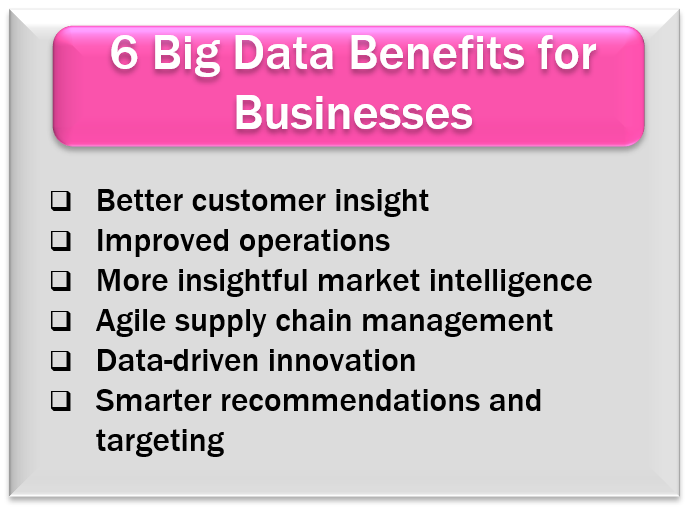 6 Big Data Benefits for
Businesses
❑ Better customer insight
❑ Improved operations
❑ More insightful market intelligence
❑ Agile supply chain management
❑ Data-driven innovation
❑ Smarter recommendations and
targeting